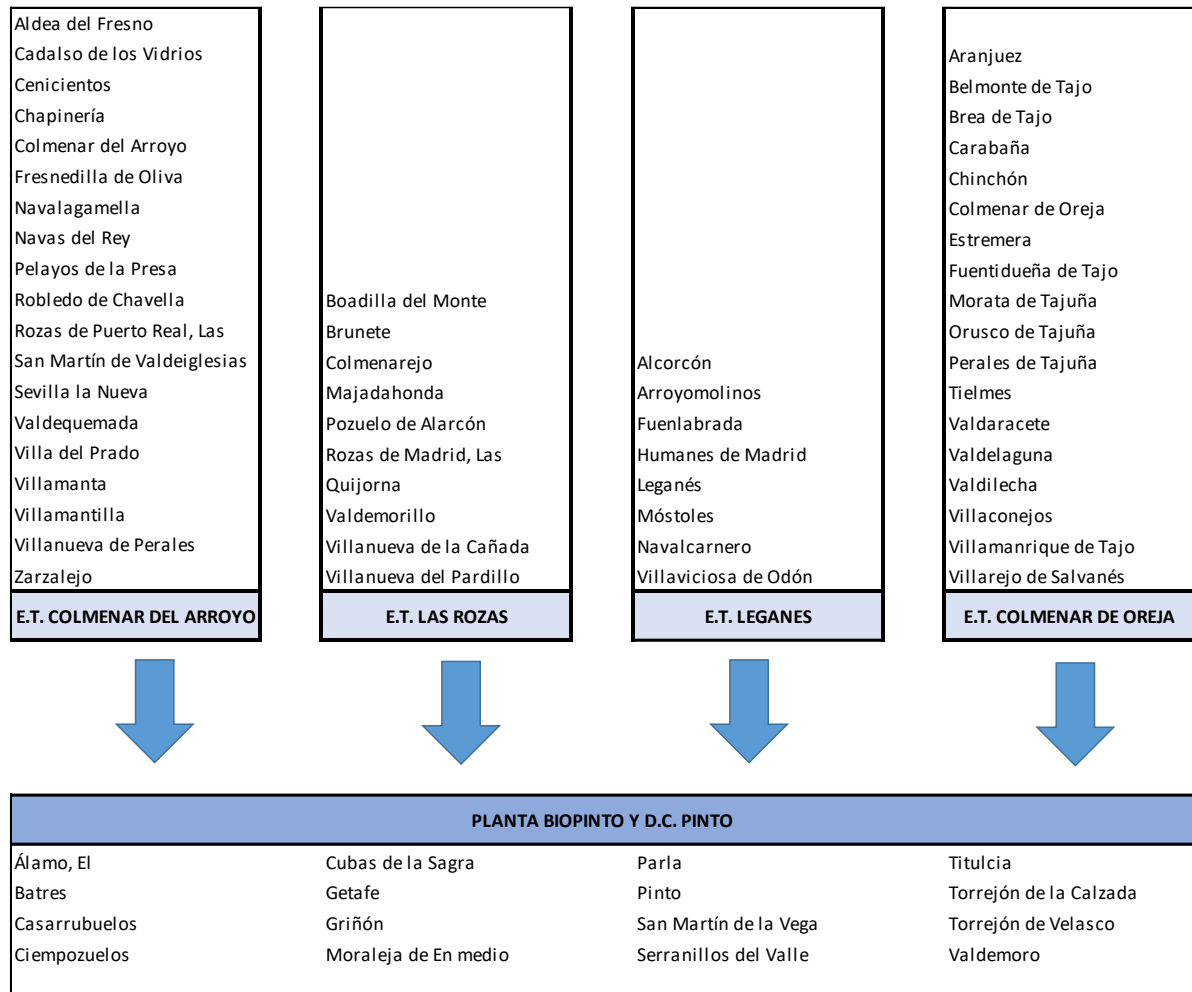 Aldea del Fresno
Cadalso de los Vidrios
Cenicientos
Chapinería
Colmenar del Arroyo
Fresnedilla de Oliva
Navalagamella
Navas del Rey
Pelayos de la Presa
Robledo de Chavella
Rozas de Puerto Real, Las
San Martín de Valdeiglesias
Sevilla la Nueva
Valdequemada
Villa del Prado
Villamanta
Villamantilla
Villanueva de Perales
Zarzalejo
E.T. COLMENAR DEL ARROYO
Boadilla del Monte
Brunete
Colmenarejo
Majadahonda
Pozuelo de Alarcón
Rozas de Madrid, Las
Quijorna
Valdemorillo
Villanueva de la Cañada
Villanueva del Pardillo
E.T. LAS ROZAS
Alcorcón
Arroyomolinos
Fuenlabrada
Humanes de Madrid
Leganés
Móstoles
Navalcarnero
Villaviciosa de Odón
E.T. LEGANES
Aranjuez
Belmonte de Tajo
Brea de Tajo
Carabaña
Chinchón
Colmenar de Oreja
Estremera
Fuentidueña de Tajo
Morata de Tajuña
Orusco de Tajuña
Perales de Tajuña
Tielmes
Valdaracete
Valdelaguna
Valdilecha
Villaconejos
Villamanrique de Tajo
Villarejo de Salvanés
E.T. COLMENAR DE OREJA
PLANTA BIOPINTO Y D.C. PINTO
Álamo, El
Batres
Casarrubuelos
Ciempozuelos
Cubas de la Sagra
Getafe
Griñón
Moraleja de En medio
Parla
Pinto
San Martín de la Vega
Serranillos del Valle
Titulcia
Torrejón de la Calzada
Torrejón de Velasco
Valdemoro